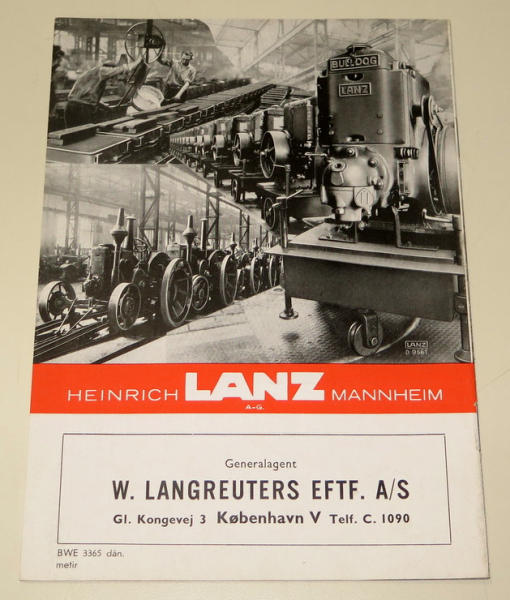 BULLDOG
LANZ
LANZ
D 9561
HEINRICH LANZ MANNHEIM
A-G.
Generalagent
W. LANGREUTERS EFTF. A/S
Gl. Kongevej 3 København V Telf. C. 1090
BWE 3365 dän.
metir